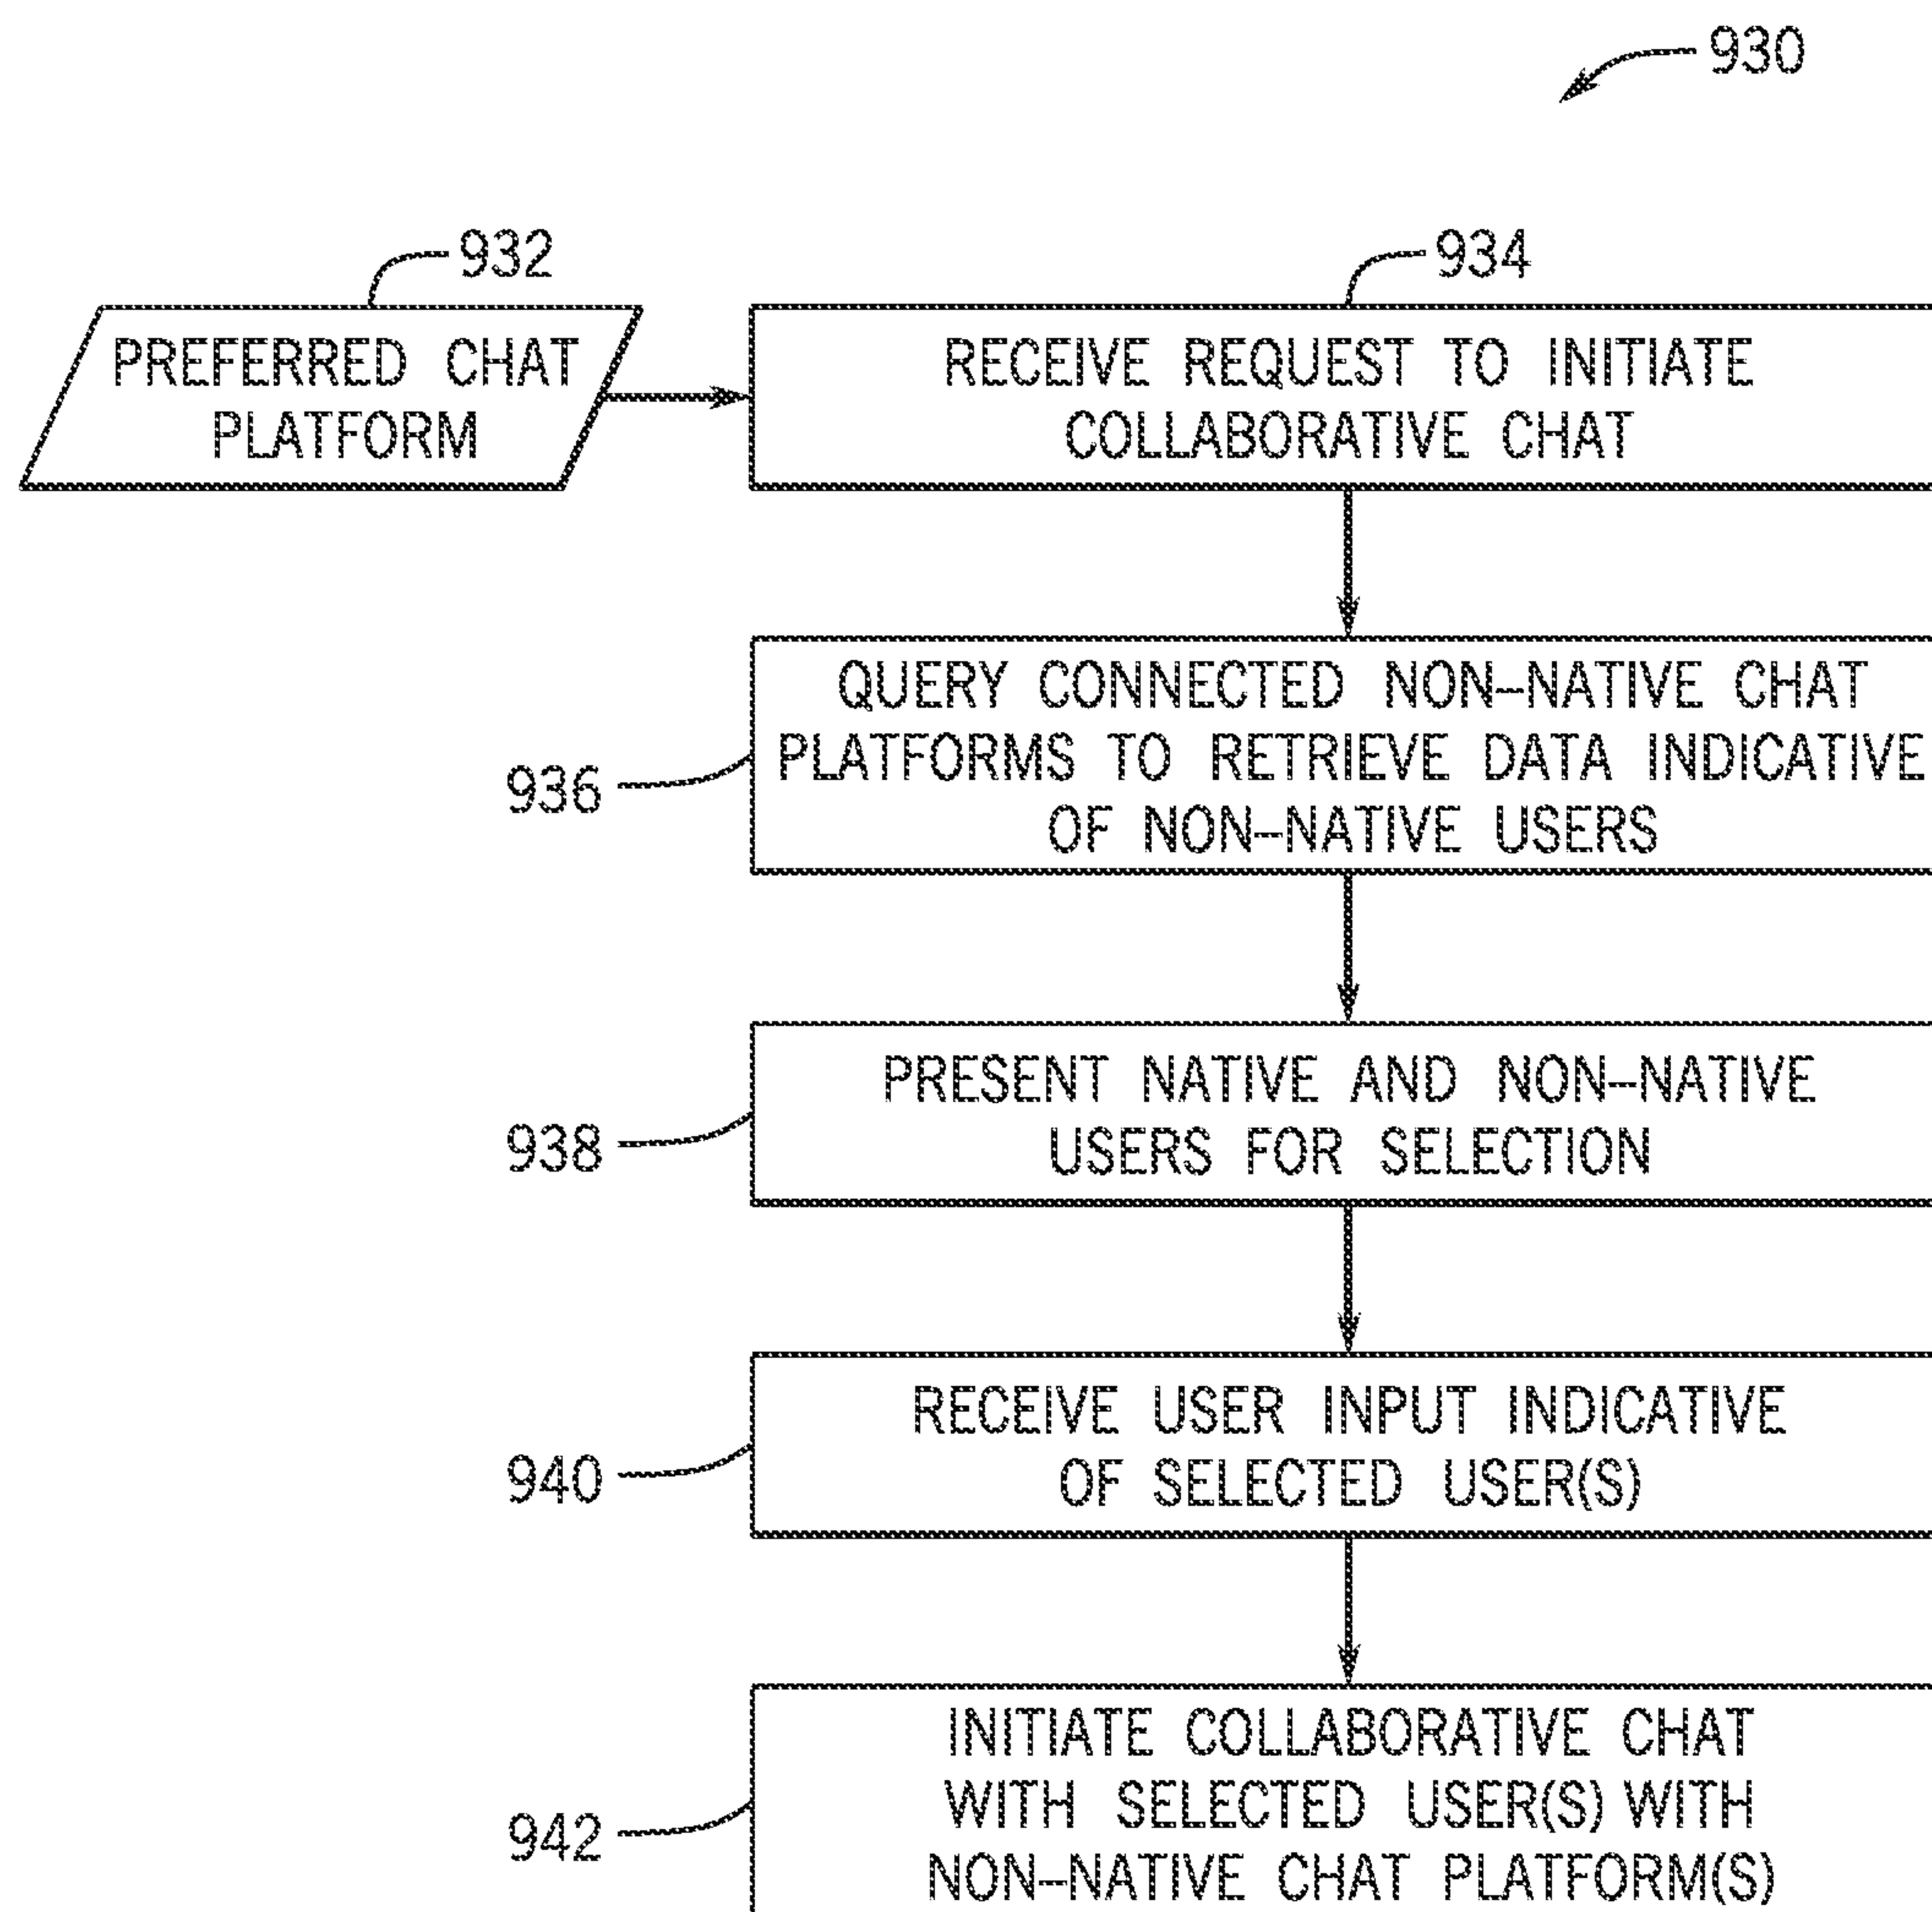 930
932
PREFERRED CHAT
PLATFORM
934
RECEIVE REQUEST TO INITIATE
COLLABORATIVE CHAT
936
QUERY CONNECTED NON-NATIVE CHAT
PLATFORMS TO RETRIEVE DATA INDICATIVE
OF NON-NATIVE USERS
938
PRESENT NATIVE AND NON-NATIVE
USERS FOR SELECTION
940
RECEIVE USER INPUT INDICATIVE
OF SELECTED USER(S)
942
INITIATE COLLABORATIVE CHAT
WITH SELECTED USER(S) WITH
NON-NATIVE CHAT PLATFORM(S)